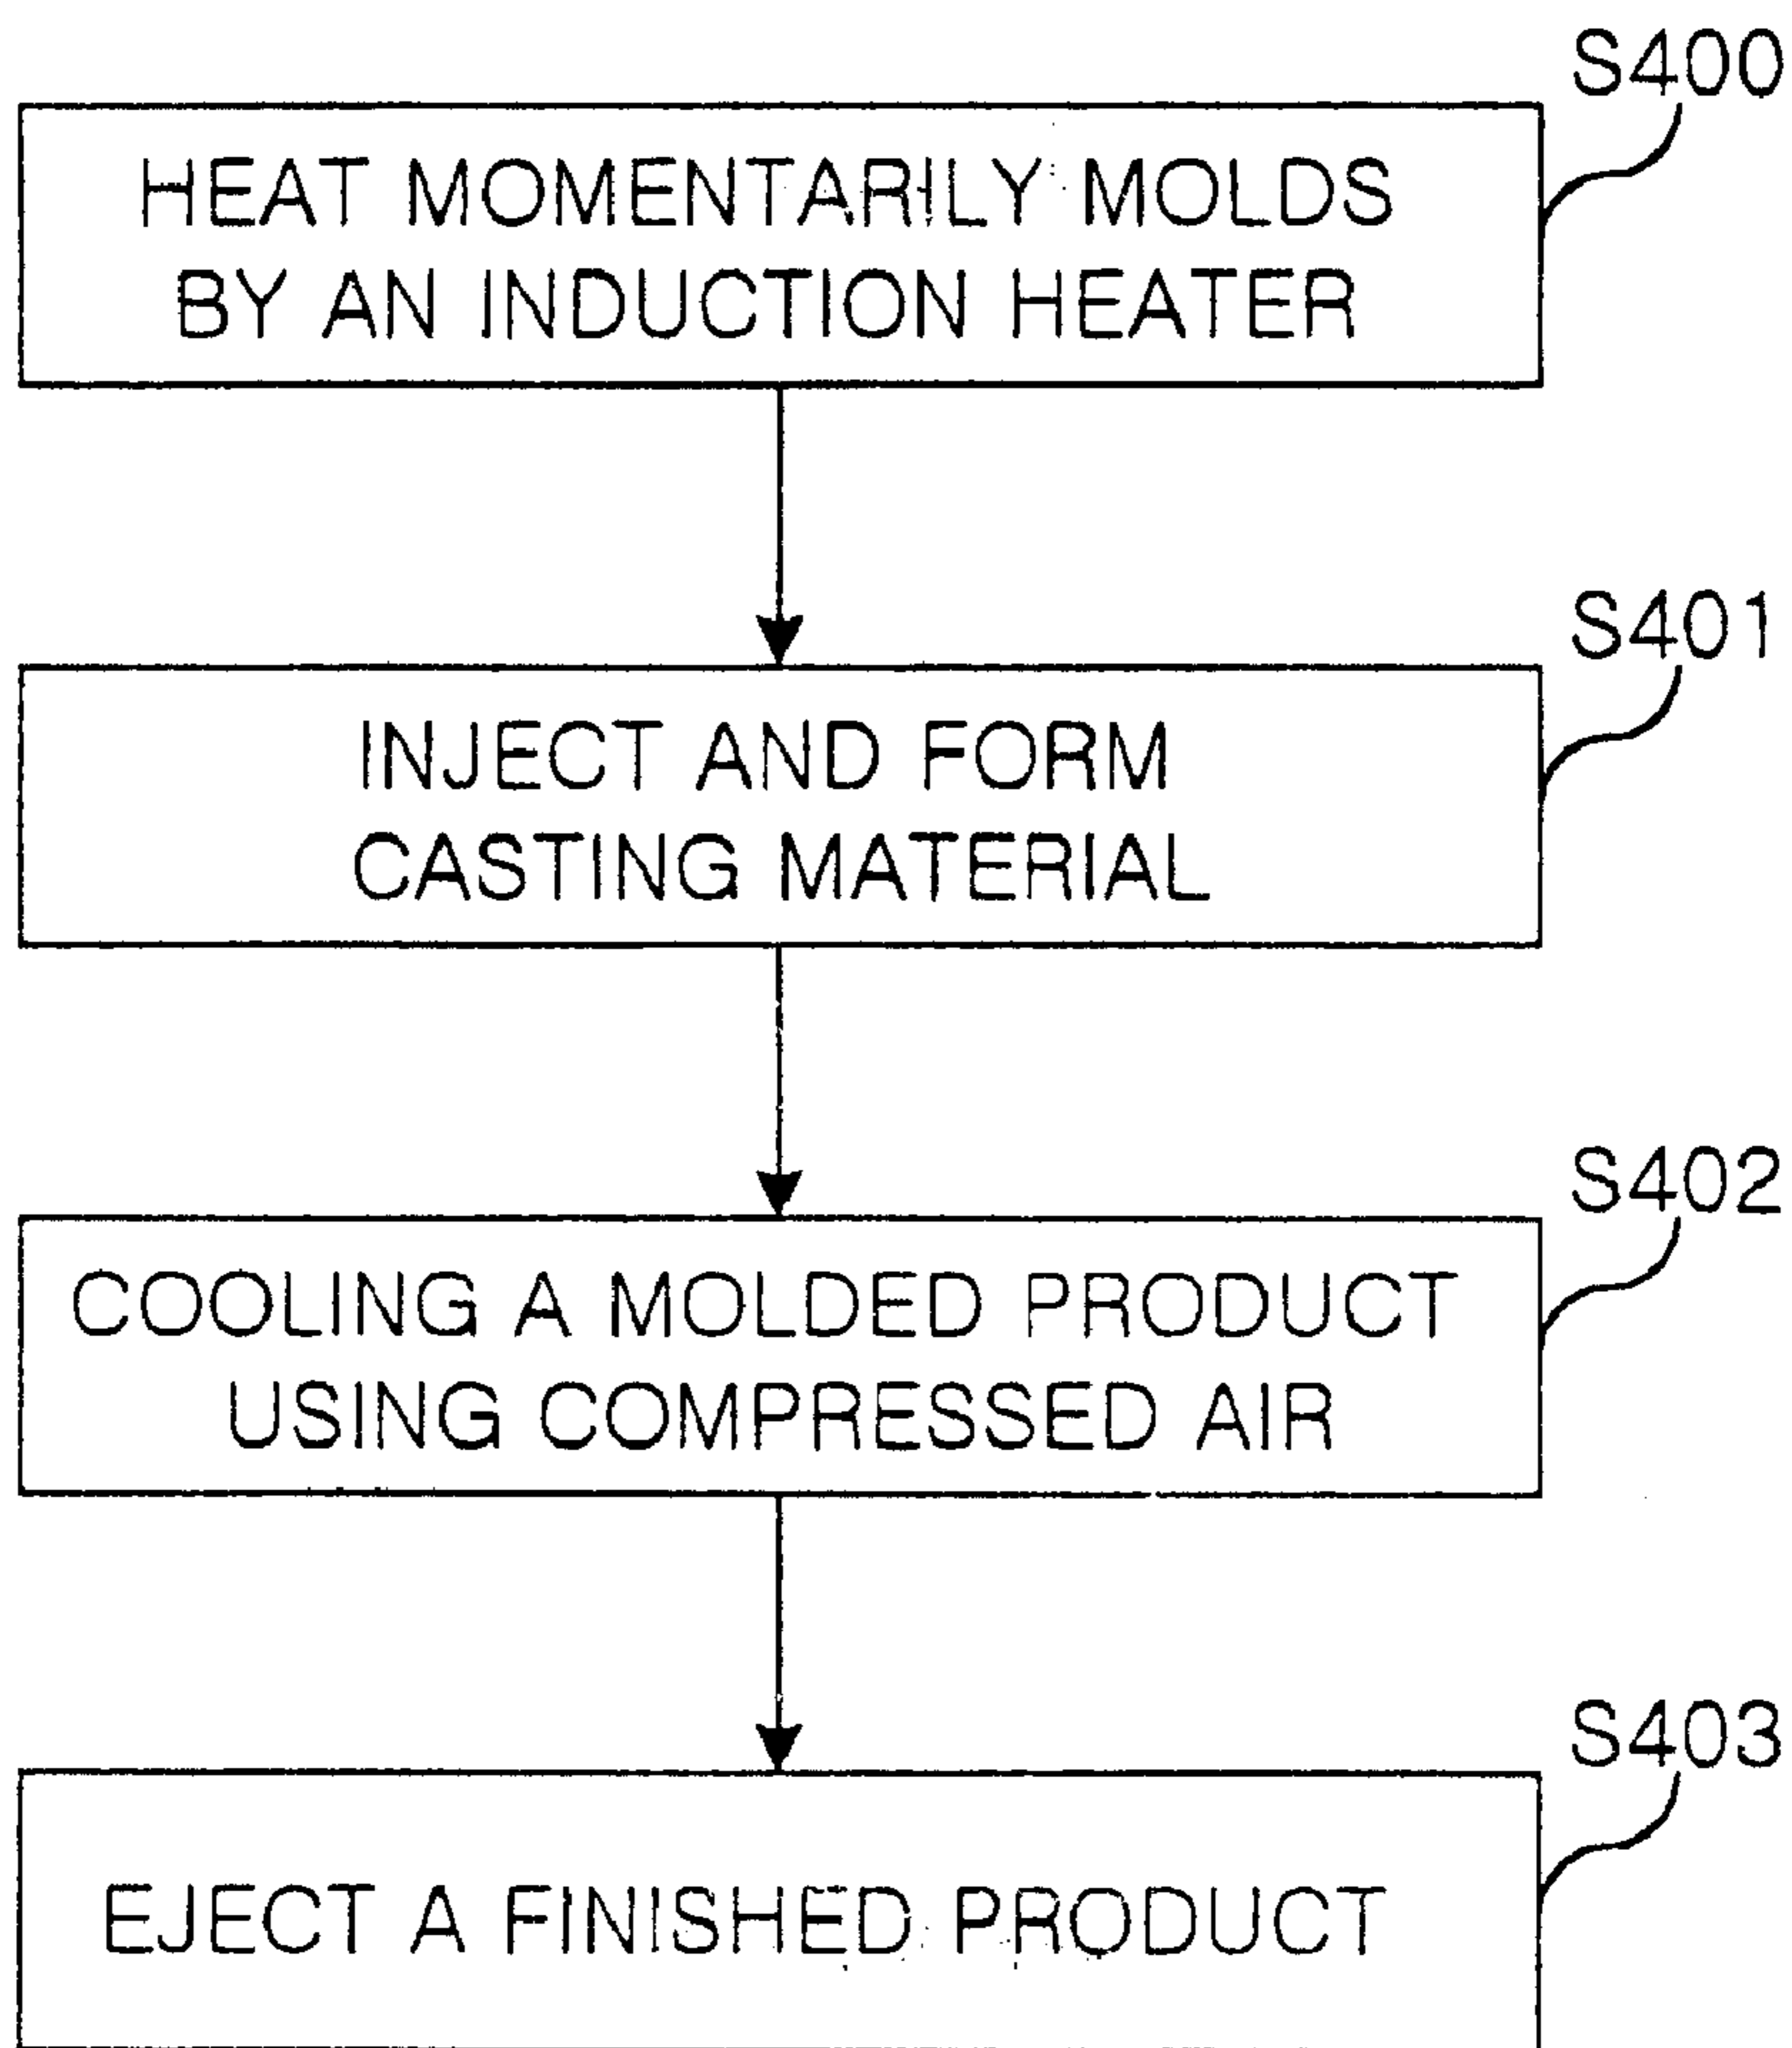 S400
HEAT MOMENTARILY MOLDS
BY AN INDUCTION HEATER
S401
INJECT AND FORM
CASTING MATERIAL
S402
COOLING A MOLDED PRODUCT
USING COMPRESSED AIR
S403
EJECT A FINISHED PRODUCT